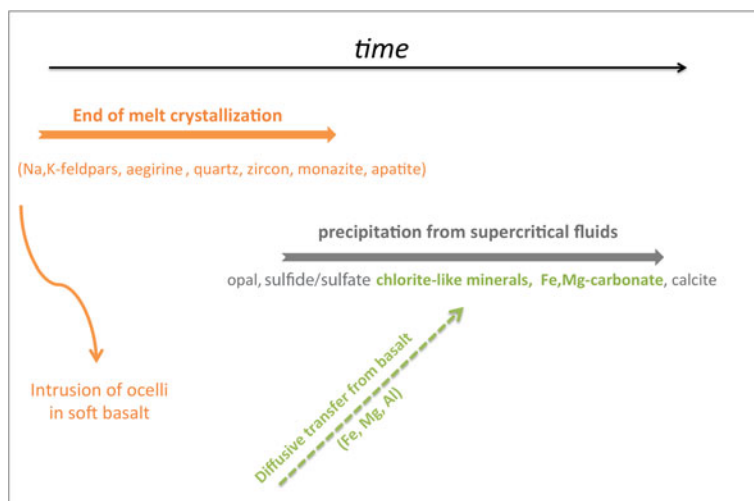 time
End of melt crystallization
(Na,K-feldpars, aegirine , quartz, zircon, monazite, apatite)
precipitation from supercritical fluids
opal, sulfide/sulfate chlorite-like minerals, Fe,Mg-carbonate, calcite
Intrusion of ocelli
in soft basalt
Diffusive transfer from basalt
(Fe, Mg, Al)